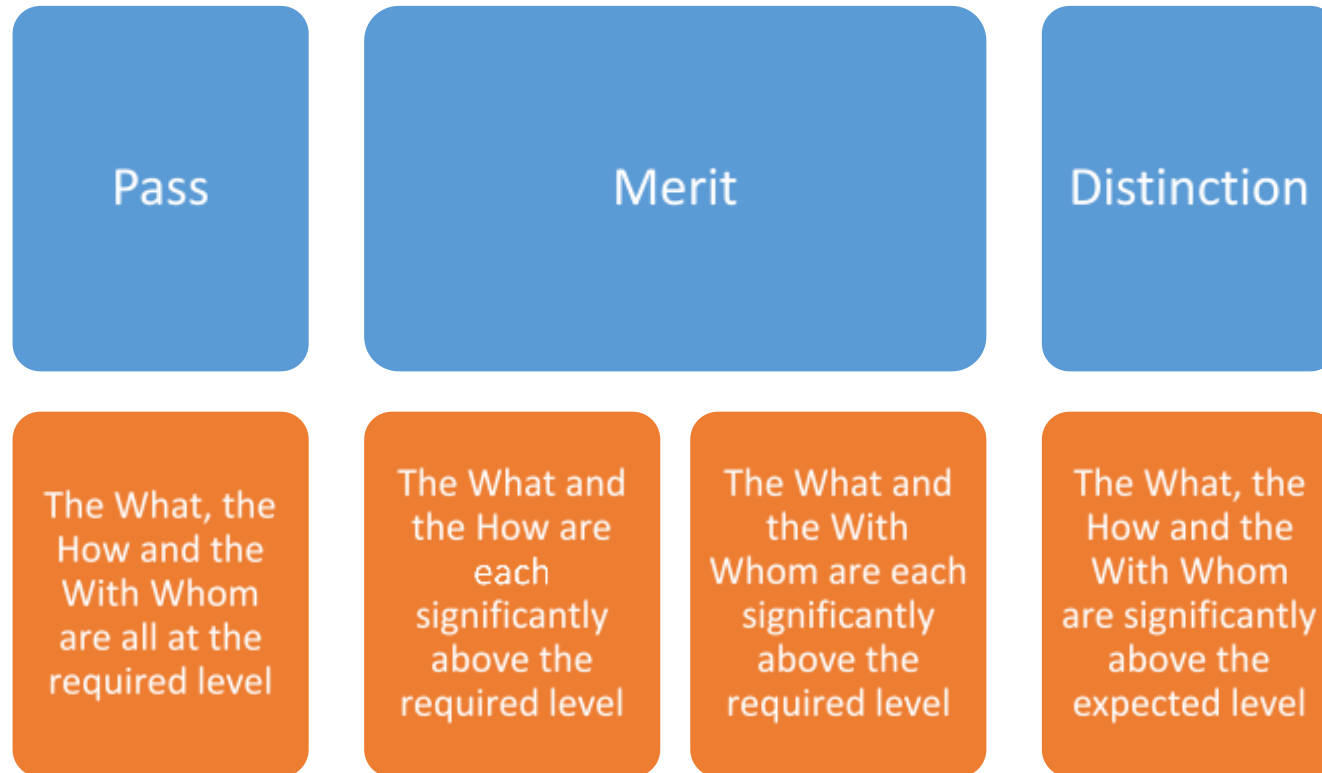 Pass
Merit
Distinction
The What, the
How and the
With Whom
are all at the
required level
The What and
the How are
each
significantly
above the
required level
The What and
the With
Whom are each
significantly
above the
required level
The What, the
How and the
With Whom
are significantly
above the
expected level